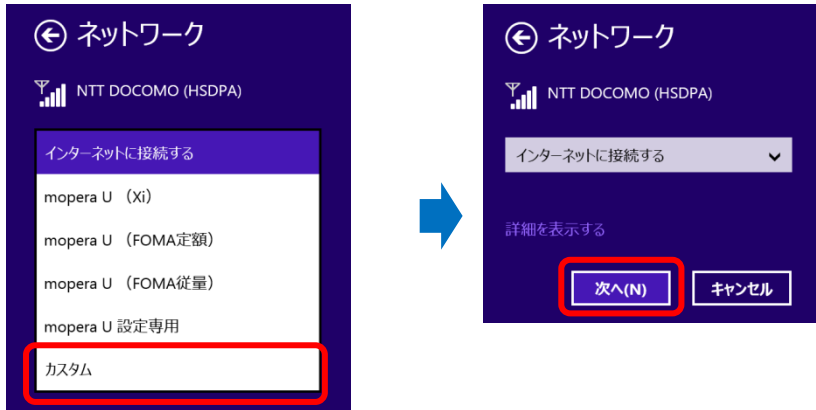 ネットワーク
NTT DOCOMO (HSDPA)
インターネットに接続する
mopera U （Xi）
mopera U （FOMA定額）
mopera U （FOMA従量）
mopera U 設定専用
カスタム
ネットワーク
NTT DOCOMO (HSDPA)
インターネットに接続する
詳細を表示する
次へ(N)
キャンセル